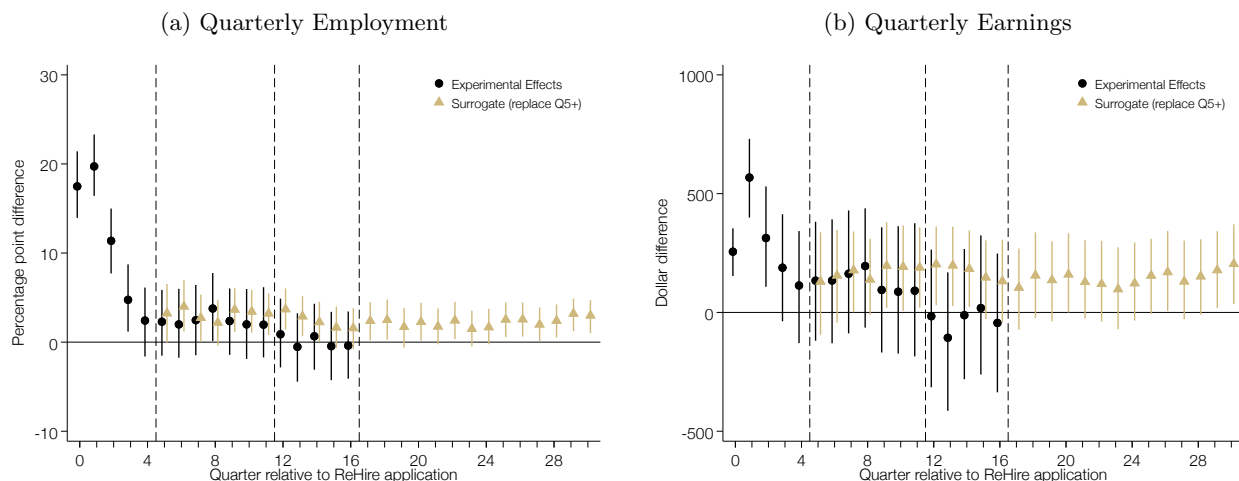 (a) Quarterly Employment
Percentage point difference
30
20
10
0
-10
Experimental Effects
Surrogate (replace Q5+)
0 4 8 12 16 20 24 28
Quarter relative to ReHire application
(b) Quarterly Earnings
Dollar difference
1000
500
0
-500
Experimental Effects
Surrogate (replace Q5+)
0 4 8 12 16 20 24 28
Quarter relative to ReHire application